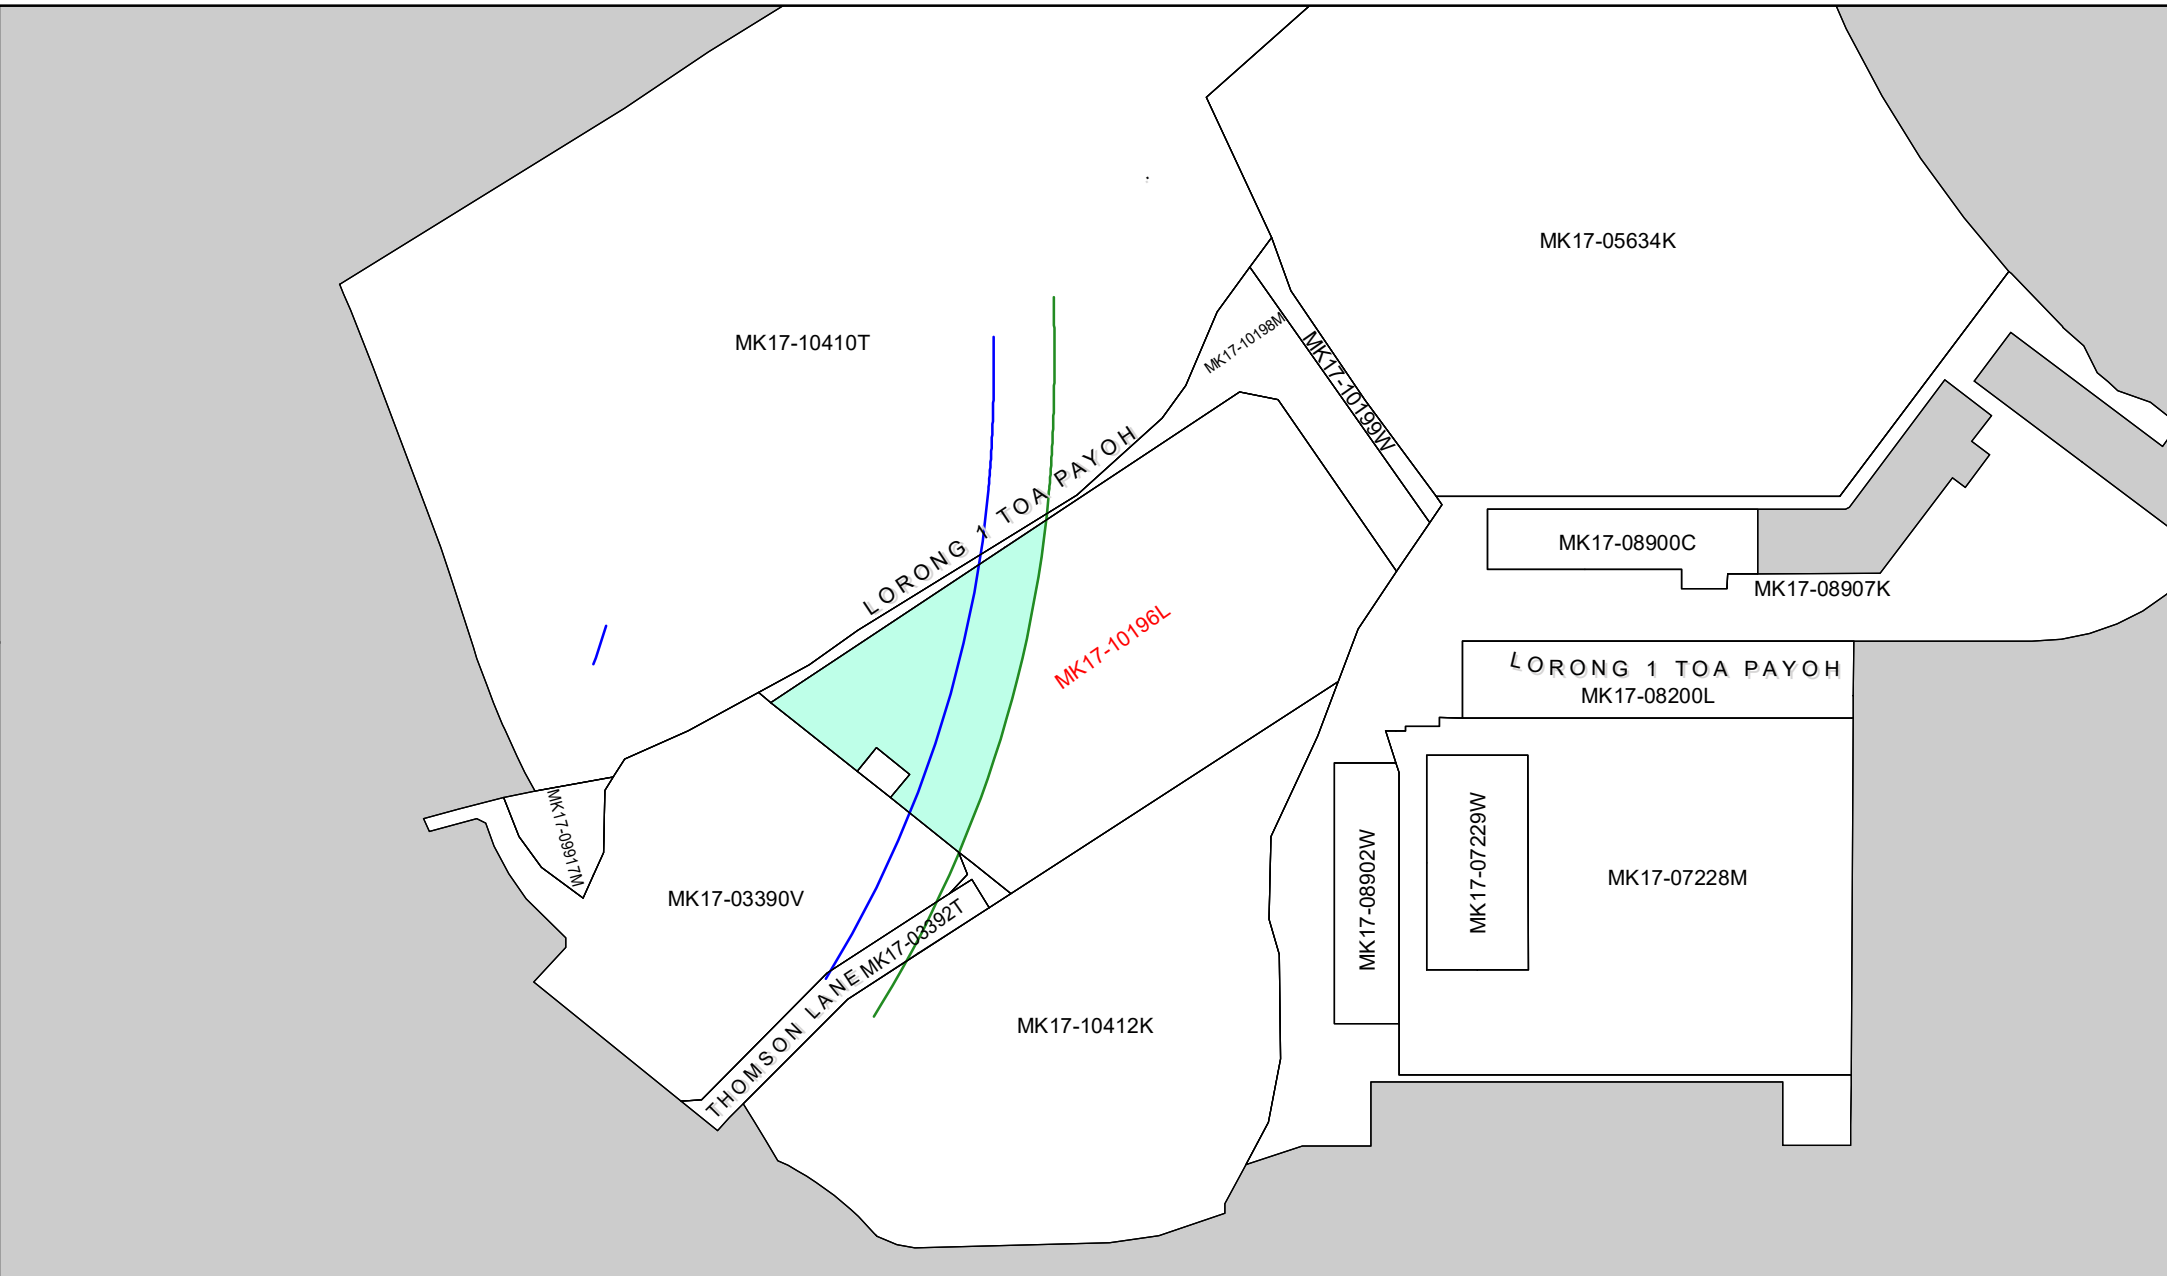 MK17-05634K
MK17-10410T
MK17-10198M
MK17-10199W
LORONG 1 TOA PAYOH
MK17-08900C
MK17-08907K
MK17-10196L
LORONG 1 TOA PAYOH
MK17-08200L
MK17-09917M
MK17-07229W
MK17-08902W
MK17-07228M
MK17-03390V
MK17-03392T
THOMSON LANE
MK17-10412K